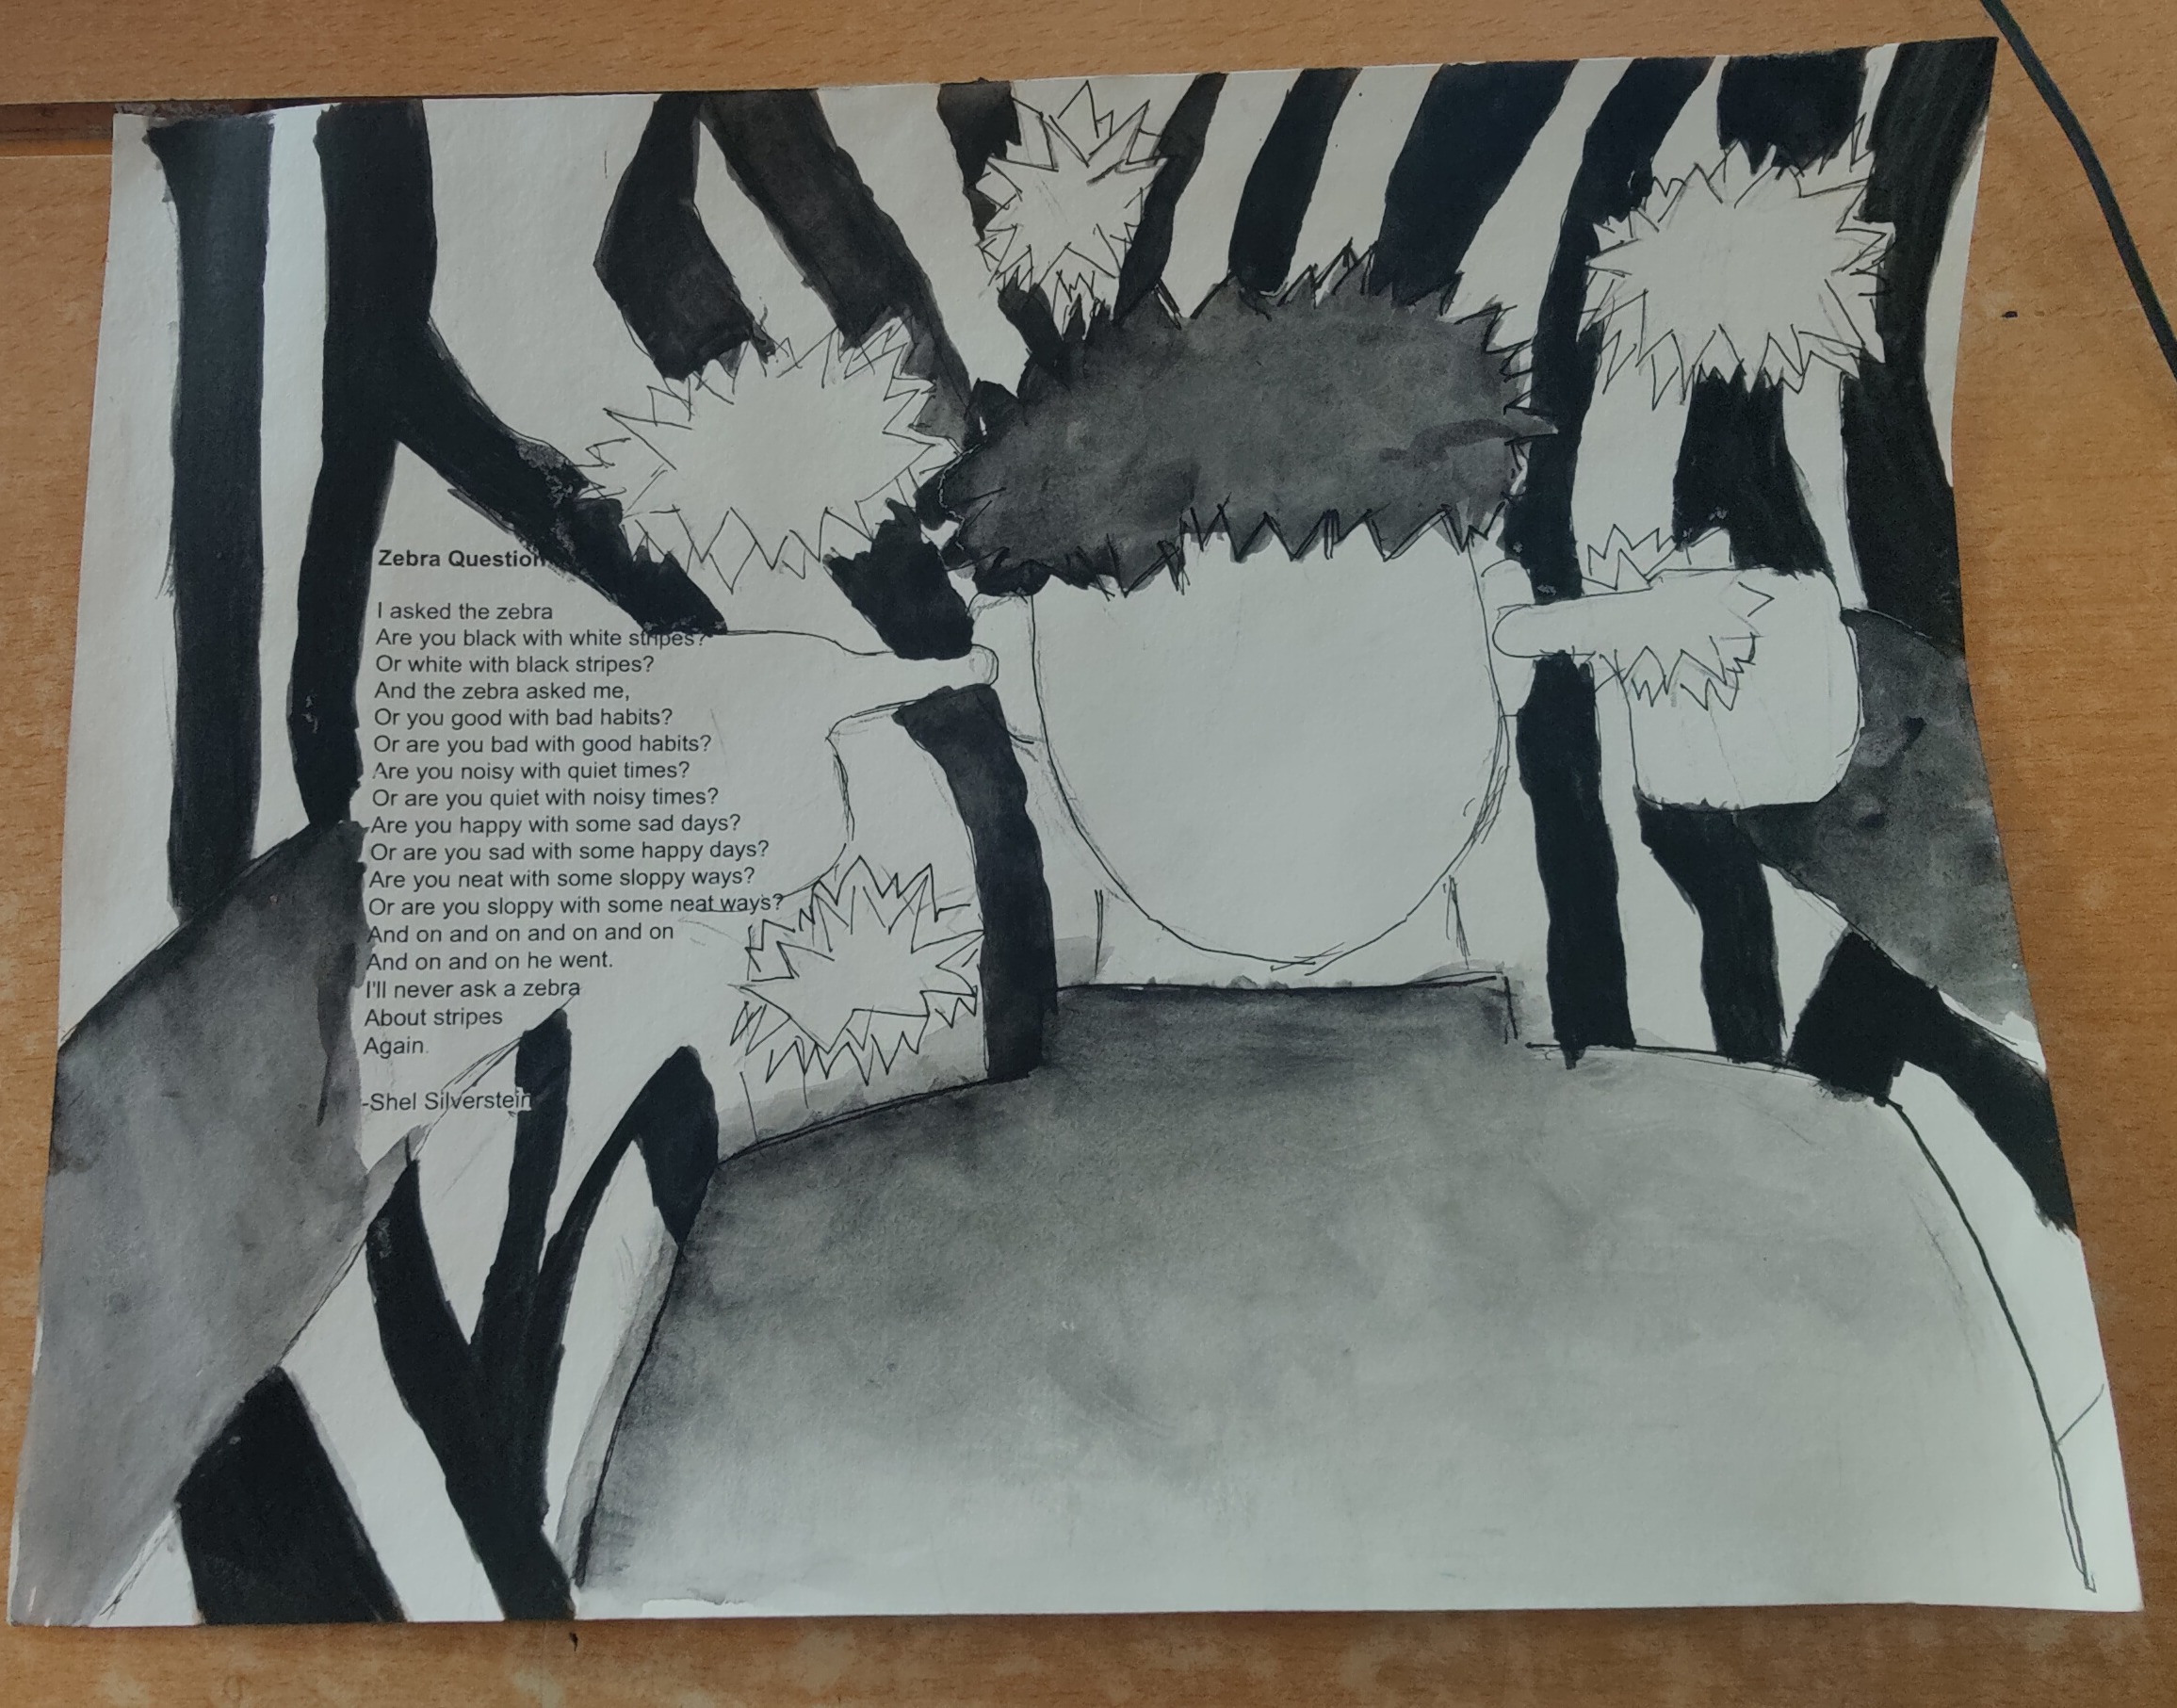 Zebra Question
I asked the zebra
Are you black with white stripes?
Or white with black stripes?
And the zebra asked me,
Or you good with bad habits?
Or are you bad with good habits?
Are you noisy with quiet times?
Or are you quiet with noisy times?
Are you happy with some sad days?
Or are you sad with some happy days?
Are you neat with some sloppy ways?
Or are you sloppy with some neat ways?
And on and on and on and on
And on and on he went.
I'll never ask a zebra
About stripes
Again.
-Shel Silverstein